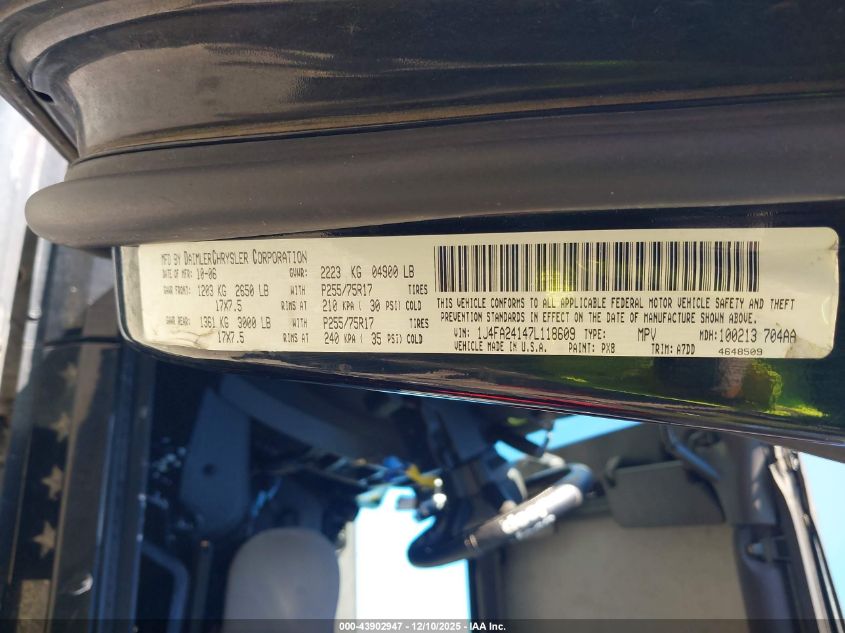 MFD BY DAIMLERCHRYSLER CORPORATION
DATE OF MFR: 10-06 GVWR: 2223 KG 04900 LB
GAWR FRONT: 1203 KG 2650 LB WITH P255/75R17 TIRES
17X7.5 RIMS AT 210 KPA ( 30 PSI) COLD
GAWR REAR: 1361 KG 3000 LB WITH P255/75R17 TIRES
17X7.5 RIMS AT 240 KPA ( 35 PSI) COLD
THIS VEHICLE CONFORMS TO ALL APPLICABLE FEDERAL MOTOR VEHICLE SAFETY AND THEFT
PREVENTION STANDARDS IN EFFECT ON THE DATE OF MANUFACTURE SHOWN ABOVE.
VIN: 1J4FA24147L118609 TYPE: MPV MDH: 100213 704AA
VEHICLE MADE IN U.S.A. PAINT: PX8 TRIM: A7DD 4648509
000-43902947 - 12/10/2025 - IAA Inc.